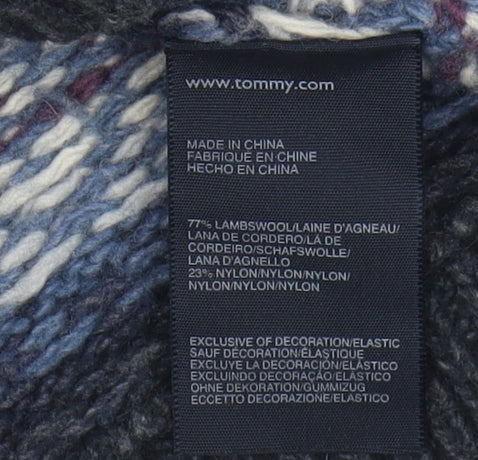 www.tommy.com
MADE IN CHINA
FABRIQUE EN CHINE
HECHO EN CHINA
77% LAMBSWOOL/LAINE D'AGNEAU/
LANA DE CORDERO/LÃ DE
CORDEIRO/SCHAFSWOLLE/
LANA D'AGNELLO
23% NYLON/NYLON/NYLON/
NYLON/NYLON/NYLON
EXCLUSIVE OF DECORATION/ELASTIC
SAUF DÉCORATION/ÉLASTIQUE
EXCLUYE LA DECORACIÓN/ELÁSTICO
EXCLUINDO DECORAÇÃO/ELÁSTICO
OHNE DEKORATION/GUMMIZUG
ECCETTO DECORAZIONE/ELASTICO